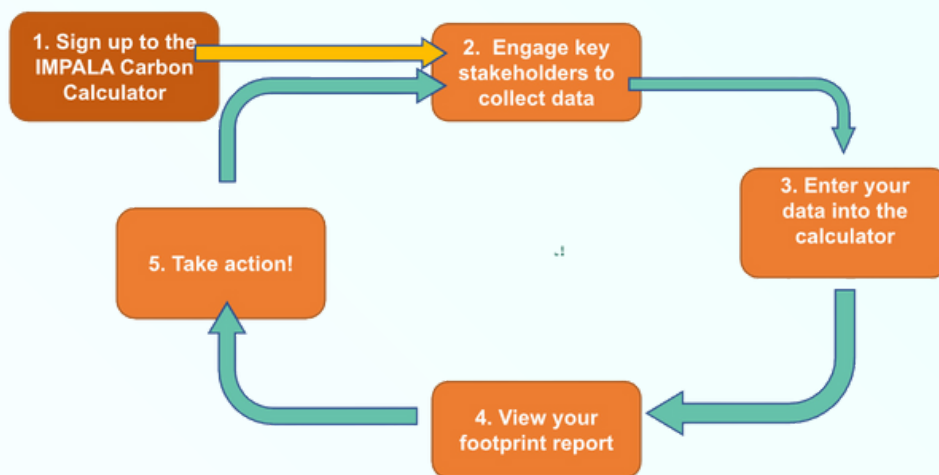 1. Sign up to the
IMPALA Carbon
Calculator
2. Engage key
stakeholders to
collect data
3. Enter your
data into the
calculator
4. View your
footprint report
5. Take action!